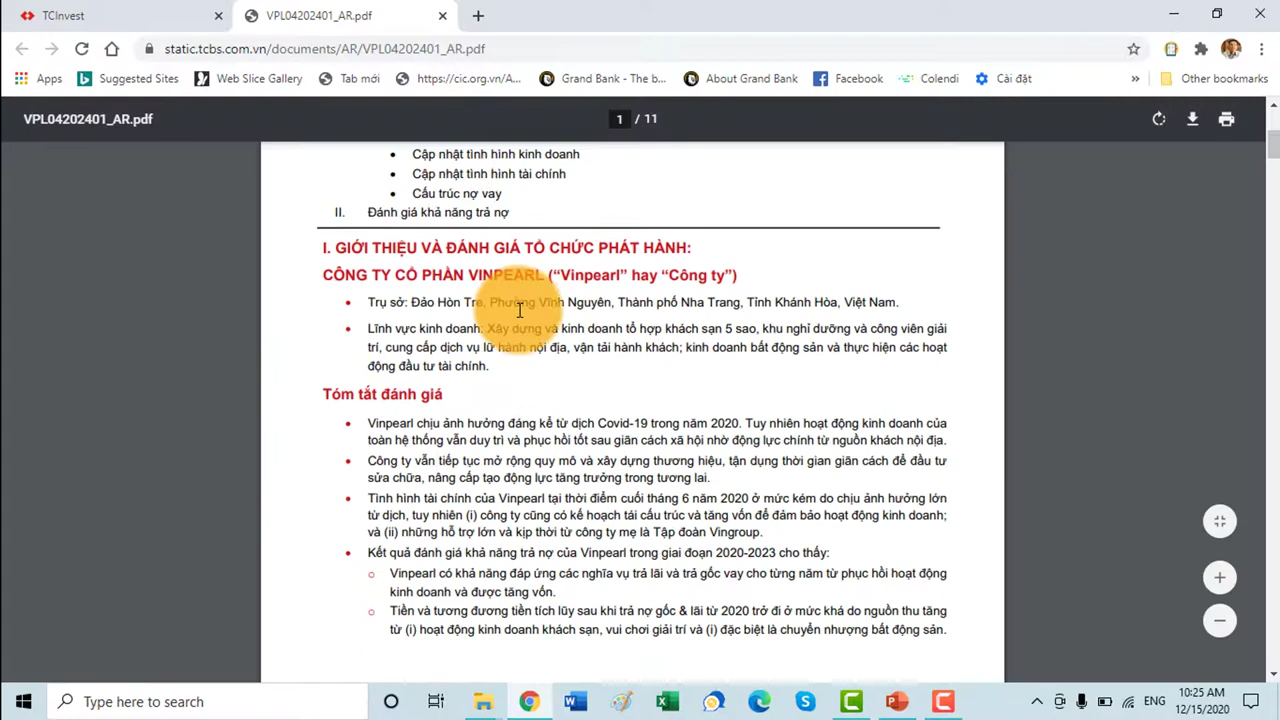 TCInvest
VPL04202401_AR.pdf
static.tcbs.com.vn/documents/AR/VPL04202401_AR.pdf
Apps Suggested Sites Web Slice Gallery Tab mới https://cic.org.vn/A... Grand Bank - The b... About Grand Bank Facebook Colendi Cài đặt » Other bookmarks
VPL04202401_AR.pdf 1 / 11
• Cập nhật tình hình kinh doanh
• Cập nhật tình hình tài chính
• Cấu trúc nợ vay
II. Đánh giá khả năng trả nợ
I. GIỚI THIỆU VÀ ĐÁNH GIÁ TỔ CHỨC PHÁT HÀNH:
CÔNG TY CỔ PHẦN VINPEARL (“Vinpearl” hay “Công ty”)
• Trụ sở: Đảo Hòn Tre, Phường Vĩnh Nguyên, Thành phố Nha Trang, Tỉnh Khánh Hòa, Việt Nam.
• Lĩnh vực kinh doanh: Xây dựng và kinh doanh tổ hợp khách sạn 5 sao, khu nghỉ dưỡng và công viên giải
trí, cung cấp dịch vụ lữ hành nội địa, vận tải hành khách; kinh doanh bất động sản và thực hiện các hoạt
động đầu tư tài chính.
Tóm tắt đánh giá
• Vinpearl chịu ảnh hưởng đáng kể từ dịch Covid-19 trong năm 2020. Tuy nhiên hoạt động kinh doanh của
toàn hệ thống vẫn duy trì và phục hồi tốt sau giãn cách xã hội nhờ động lực chính từ nguồn khách nội địa.
• Công ty vẫn tiếp tục mở rộng quy mô và xây dựng thương hiệu, tận dụng thời gian giãn cách để đầu tư
sửa chữa, nâng cấp tạo động lực tăng trưởng trong tương lai.
• Tình hình tài chính của Vinpearl tại thời điểm cuối tháng 6 năm 2020 ở mức kém do chịu ảnh hưởng lớn
từ dịch, tuy nhiên (i) công ty cũng có kế hoạch tái cấu trúc và tăng vốn để đảm bảo hoạt động kinh doanh;
và (ii) những hỗ trợ lớn và kịp thời từ công ty mẹ là Tập đoàn Vingroup.
• Kết quả đánh giá khả năng trả nợ của Vinpearl trong giai đoạn 2020-2023 cho thấy:
○ Vinpearl có khả năng đáp ứng các nghĩa vụ trả lãi và trả gốc vay cho từng năm từ phục hồi hoạt động
kinh doanh và được tăng vốn.
○ Tiền và tương đương tiền tích lũy sau khi trả nợ gốc & lãi từ 2020 trở đi ở mức khá do nguồn thu tăng
từ (i) hoạt động kinh doanh khách sạn, vui chơi giải trí và (i) đặc biệt là chuyển nhượng bất động sản.
Type here to search
ENG
10:25 AM
12/15/2020